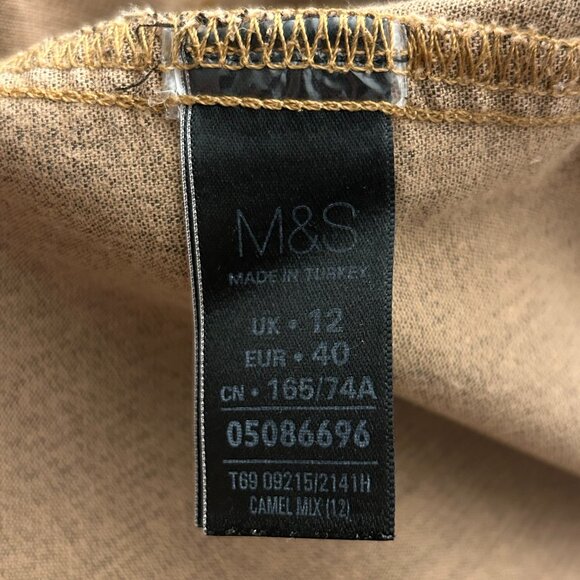 M&S
MADE IN TURKEY
UK • 12
EUR • 40
CN • 165/74A
05086696
T69 09215/2141H
CAMEL MIX (12)